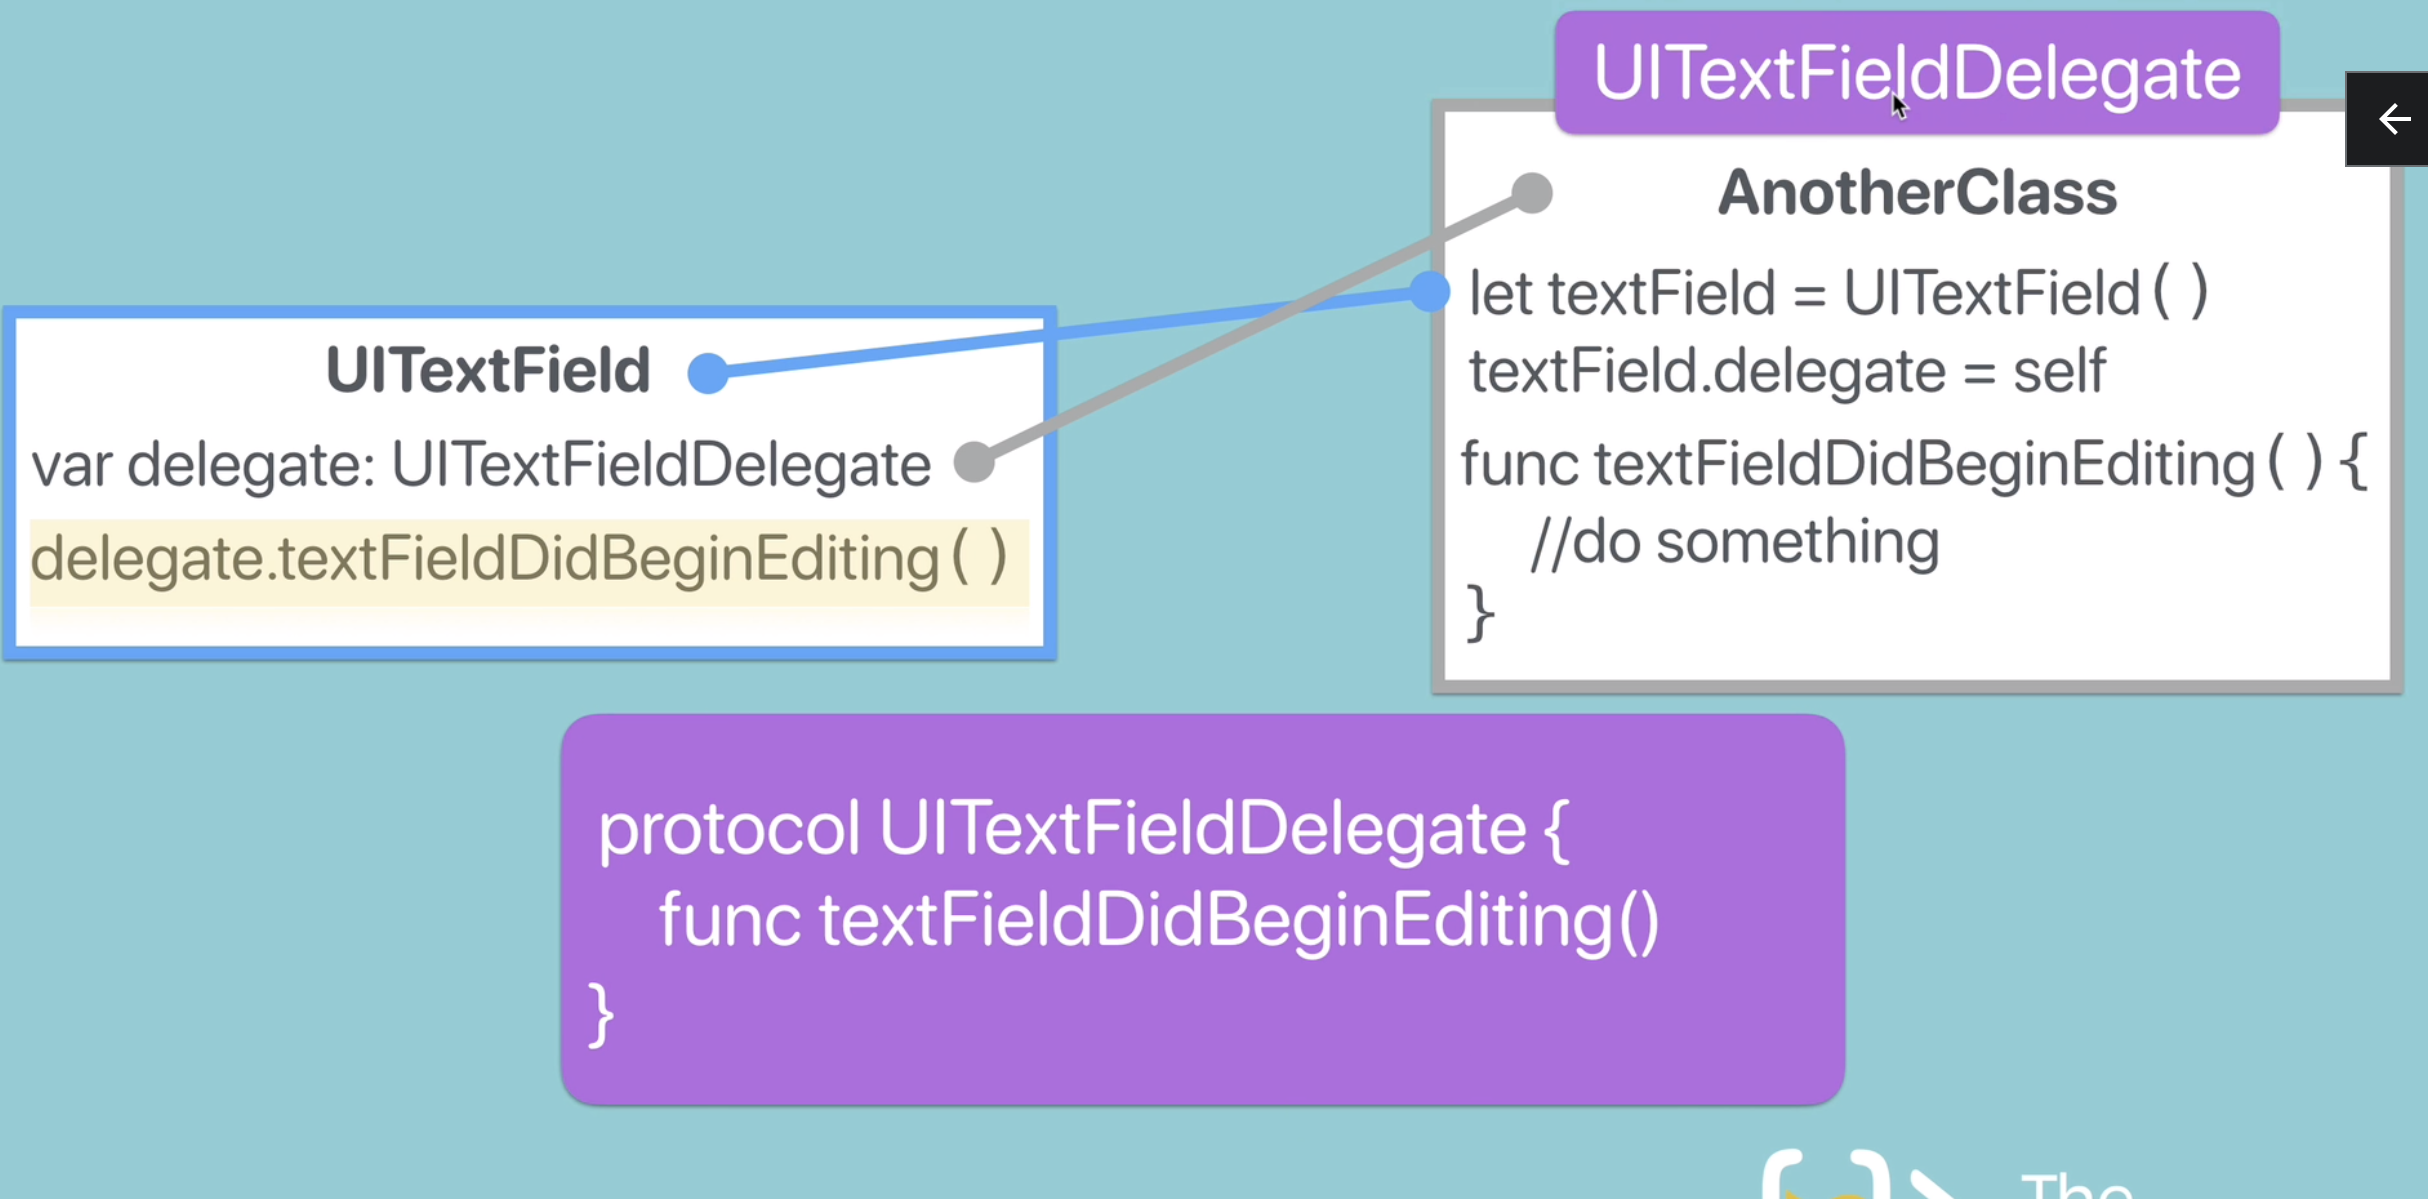 UITextFieldDelegate
AnotherClass
let textField = UITextField()
textField.delegate = self
func textFieldDidBeginEditing(){
//do something
}
UITextField
var delegate: UITextFieldDelegate
delegate.textFieldDidBeginEditing()
protocol UITextFieldDelegate {
func textFieldDidBeginEditing()
}
The